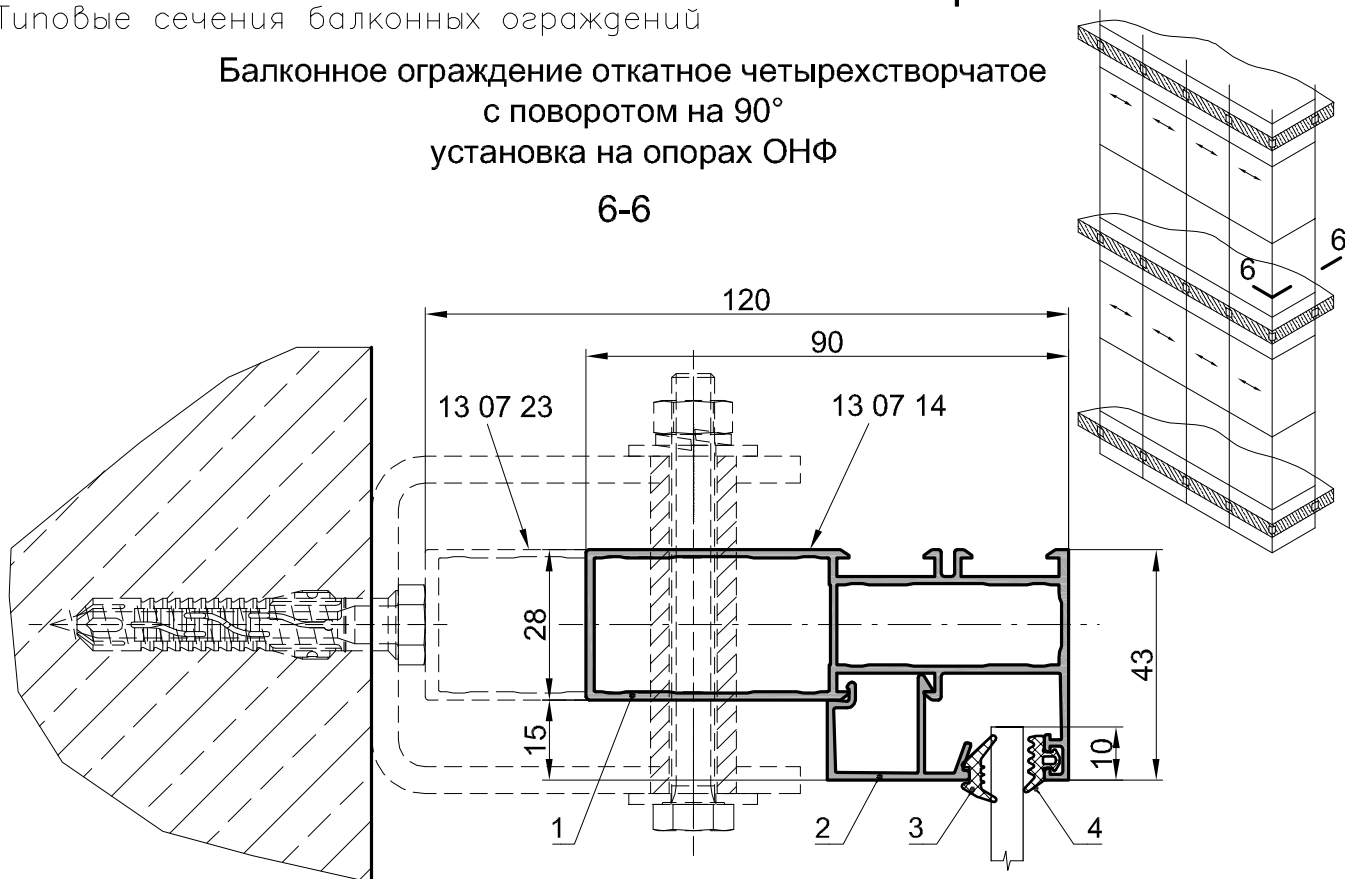 Типовые сечения балконных ограждений
Балконное ограждение откатное четырехстворчатое
с поворотом на 90°
установка на опорах ОНФ
6-6
6
6
120
90
13 07 23
13 07 14
28
15
43
10
1
2
3
4